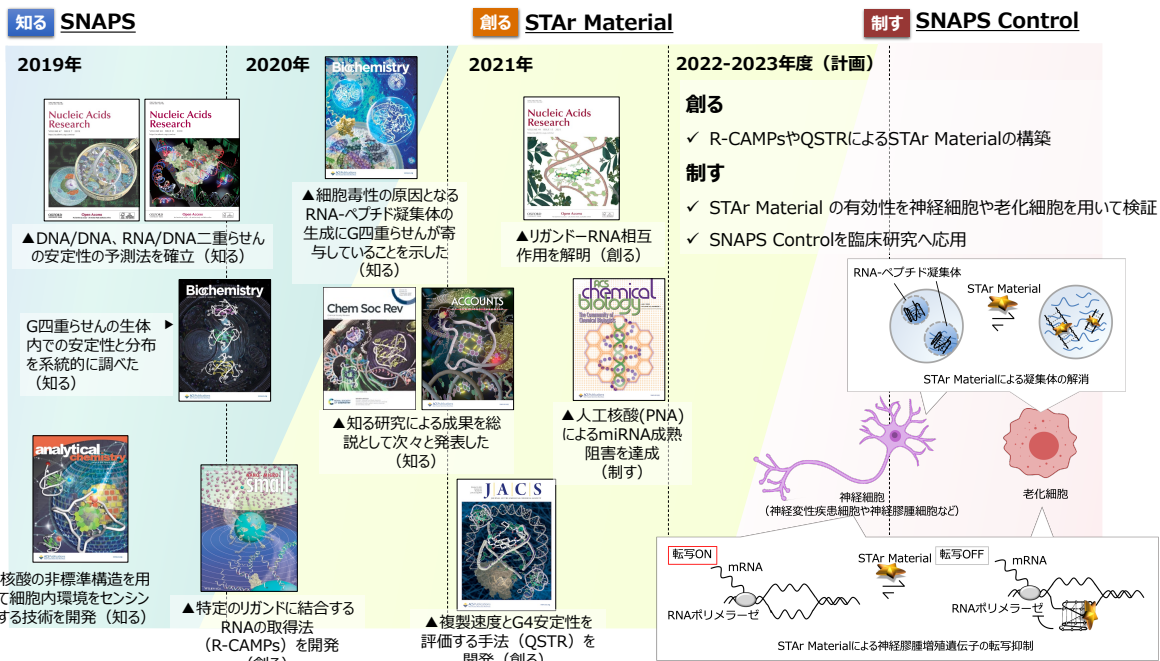 知る SNAPS
創る STAr Material
制す SNAPS Control
2019年
2020年
2021年
2022-2023年度（計画）
Nucleic Acids
Research
Open Access
Nucleic Acids
Research
Open Access
▲DNA/DNA、RNA/DNA二重らせん
の安定性の予測法を確立（知る）
Biochemistry
G四重らせんの生体
内での安定性と分布
を系統的に調べた
（知る）
▶
analytical
chemistry
核酸の非標準構造を用
て細胞内環境をセンシン
する技術を開発（知る）
Biochemistry
▲細胞毒性の原因となる
RNA-ペプチド凝集体の
生成にG四重らせんが寄
与していることを示した
（知る）
Chem Soc Rev
ACCOUNTS
▲知る研究による成果を総
説として次々と発表した
（知る）
small
▲特定のリガンドに結合する
RNAの取得法
（R-CAMPs）を開発
（創る）
Nucleic Acids
Research
Open Access
▲リガンドーRNA相互
作用を解明（創る）
ACS
chemical
biology
▲人工核酸(PNA)
によるmiRNA成熟
阻害を達成
（制す）
JACS
▲複製速度とG4安定性を
評価する手法（QSTR）を
開発（創る）
創る
✓ R-CAMPsやQSTRによるSTAr Materialの構築
制す
✓ STAr Material の有効性を神経細胞や老化細胞を用いて検証
✓ SNAPS Controlを臨床研究へ応用
RNA-ペプチド凝集体
STAr Material
STAr Materialによる凝集体の解消
神経細胞
（神経変性疾患細胞や神経膠腫細胞など）
老化細胞
転写ON
mRNA
RNAポリメラーゼ
STAr Material
転写OFF
mRNA
RNAポリメラーゼ
STAr Materialによる神経膠腫増殖遺伝子の転写抑制